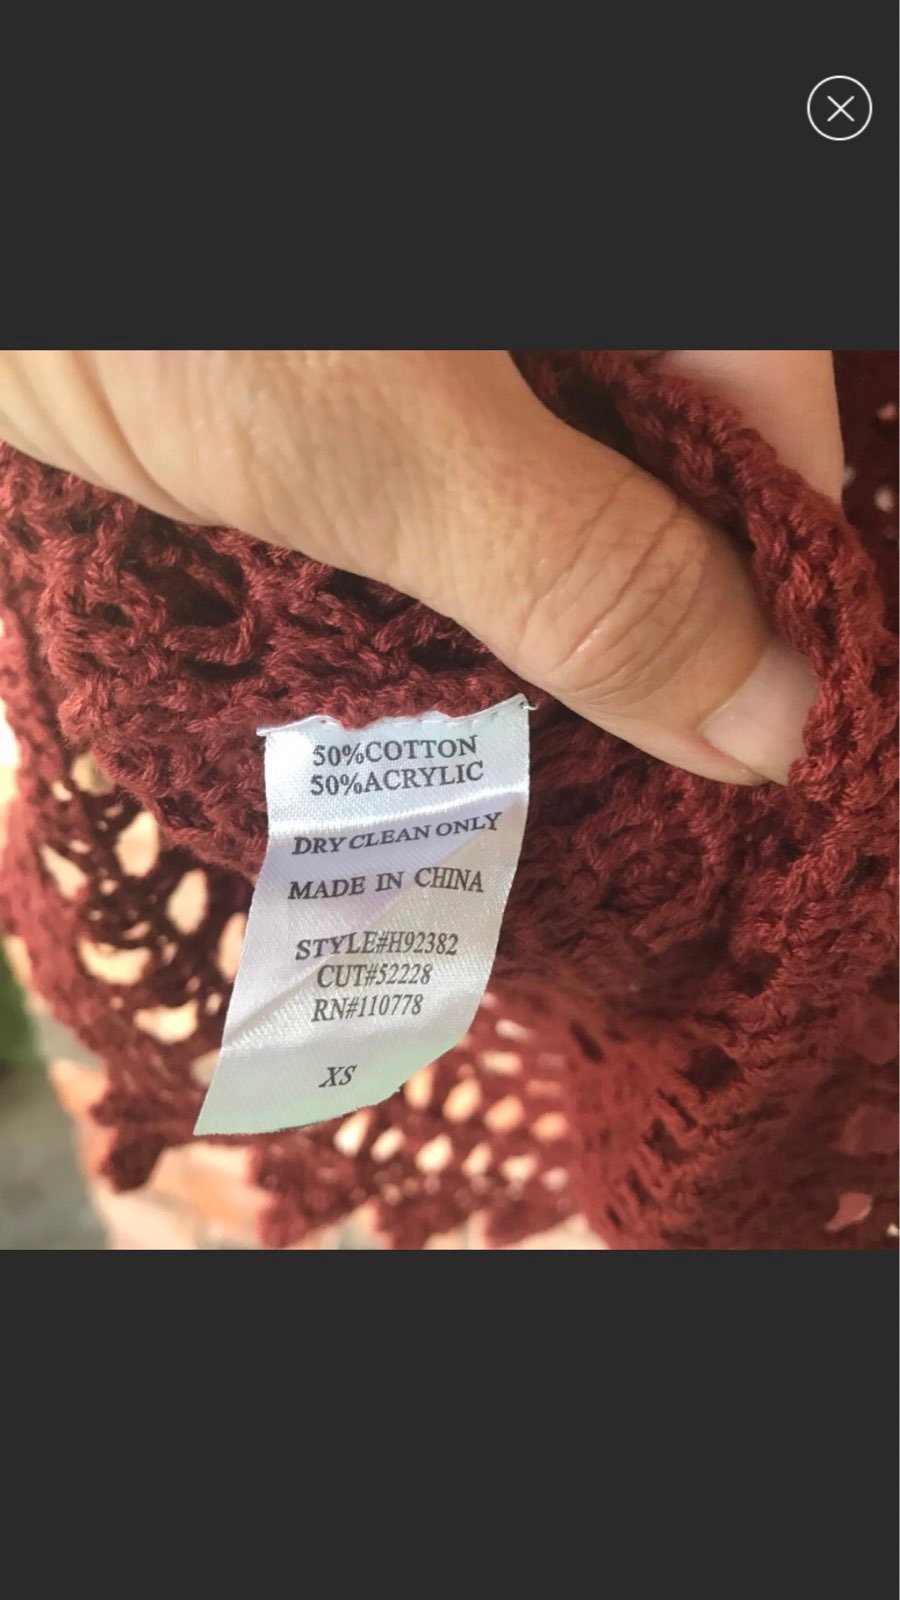 50%COTTON
50%ACRYLIC
DRY CLEAN ONLY
MADE IN CHINA
STYLE#H92382
CUT#52228
RN#110778
XS